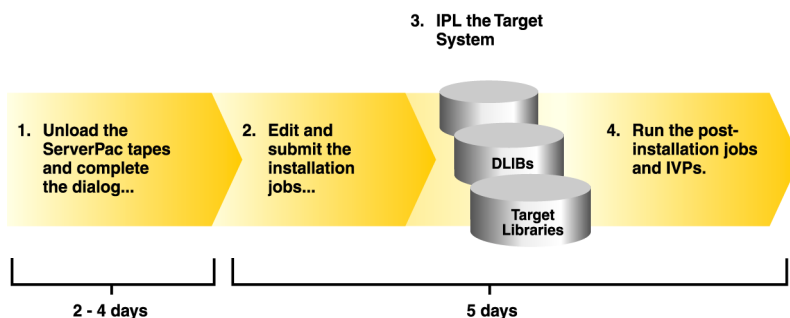 3. IPL the Target
System
1. Unload the
ServerPac tapes
and complete
the dialog...
2. Edit and
submit the
installation
jobs...
DLIBs
Target
Libraries
4. Run the post-
installation jobs
and IVPs.
2 - 4 days
5 days